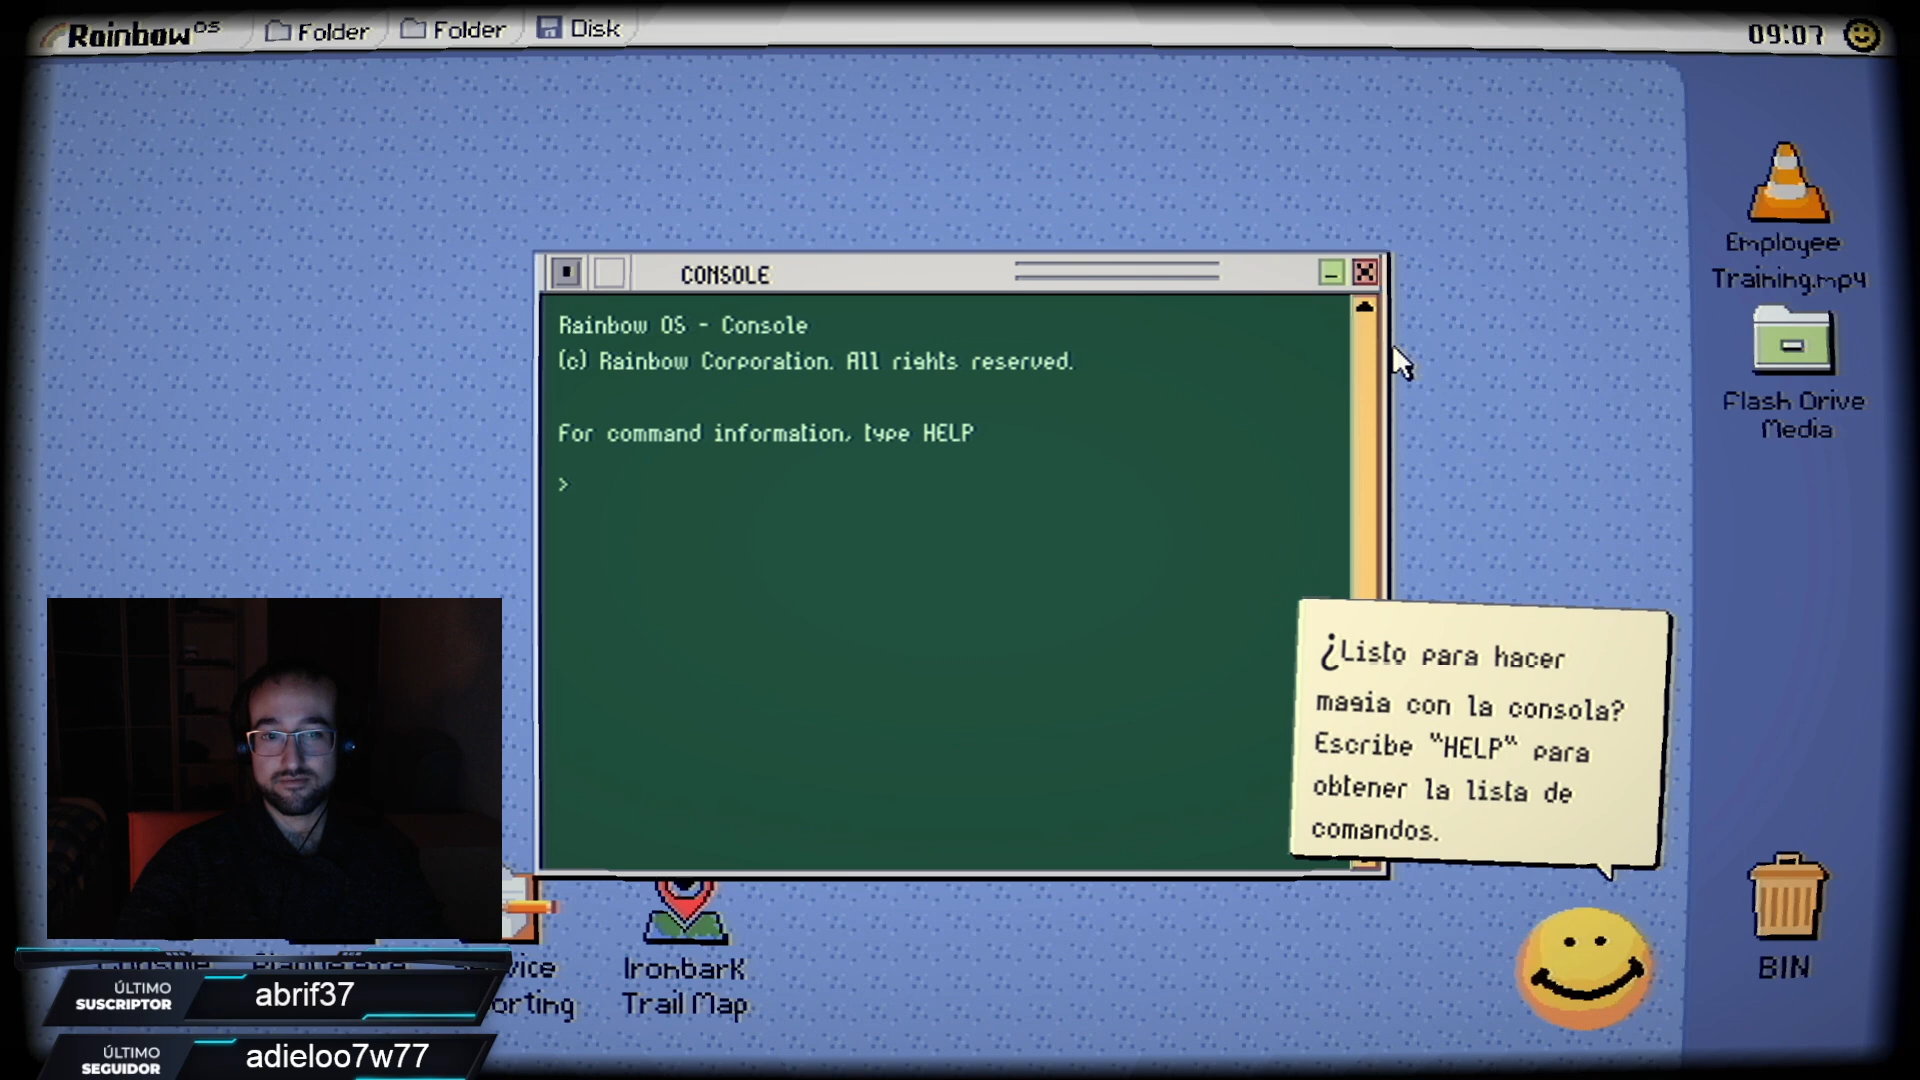 Rainbow OS
Folder
Folder
Disk
09:07
Employee
Training.mp4
Flash Drive
Media
CONSOLE
Rainbow OS - Console
(c) Rainbow Corporation. All rights reserved.
For command information, type HELP
>
¿Listo para hacer
magia con la consola?
Escribe "HELP" para
obtener la lista de
comandos.
Ironbark
Trail Map
BIN
ÚLTIMO
SUSCRIPTOR
abrif37
ÚLTIMO
SEGUIDOR
adieloo7w77